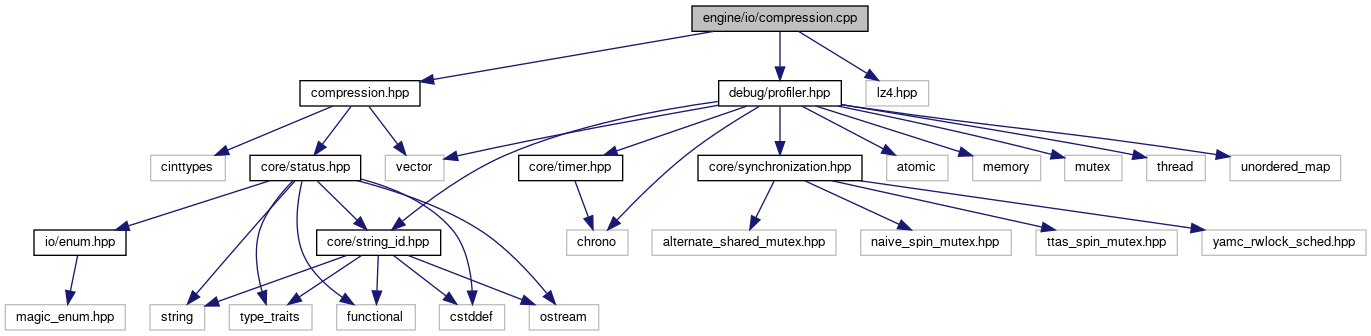 engine/io/compression.cpp
compression.hpp
debug/profiler.hpp
lz4.hpp
cinttypes
core/status.hpp
vector
core/timer.hpp
core/synchronization.hpp
atomic
memory
mutex
thread
unordered_map
io/enum.hpp
core/string_id.hpp
chrono
alternate_shared_mutex.hpp
naive_spin_mutex.hpp
ttas_spin_mutex.hpp
yamc_rwlock_sched.hpp
magic_enum.hpp
string
type_traits
functional
cstddef
ostream